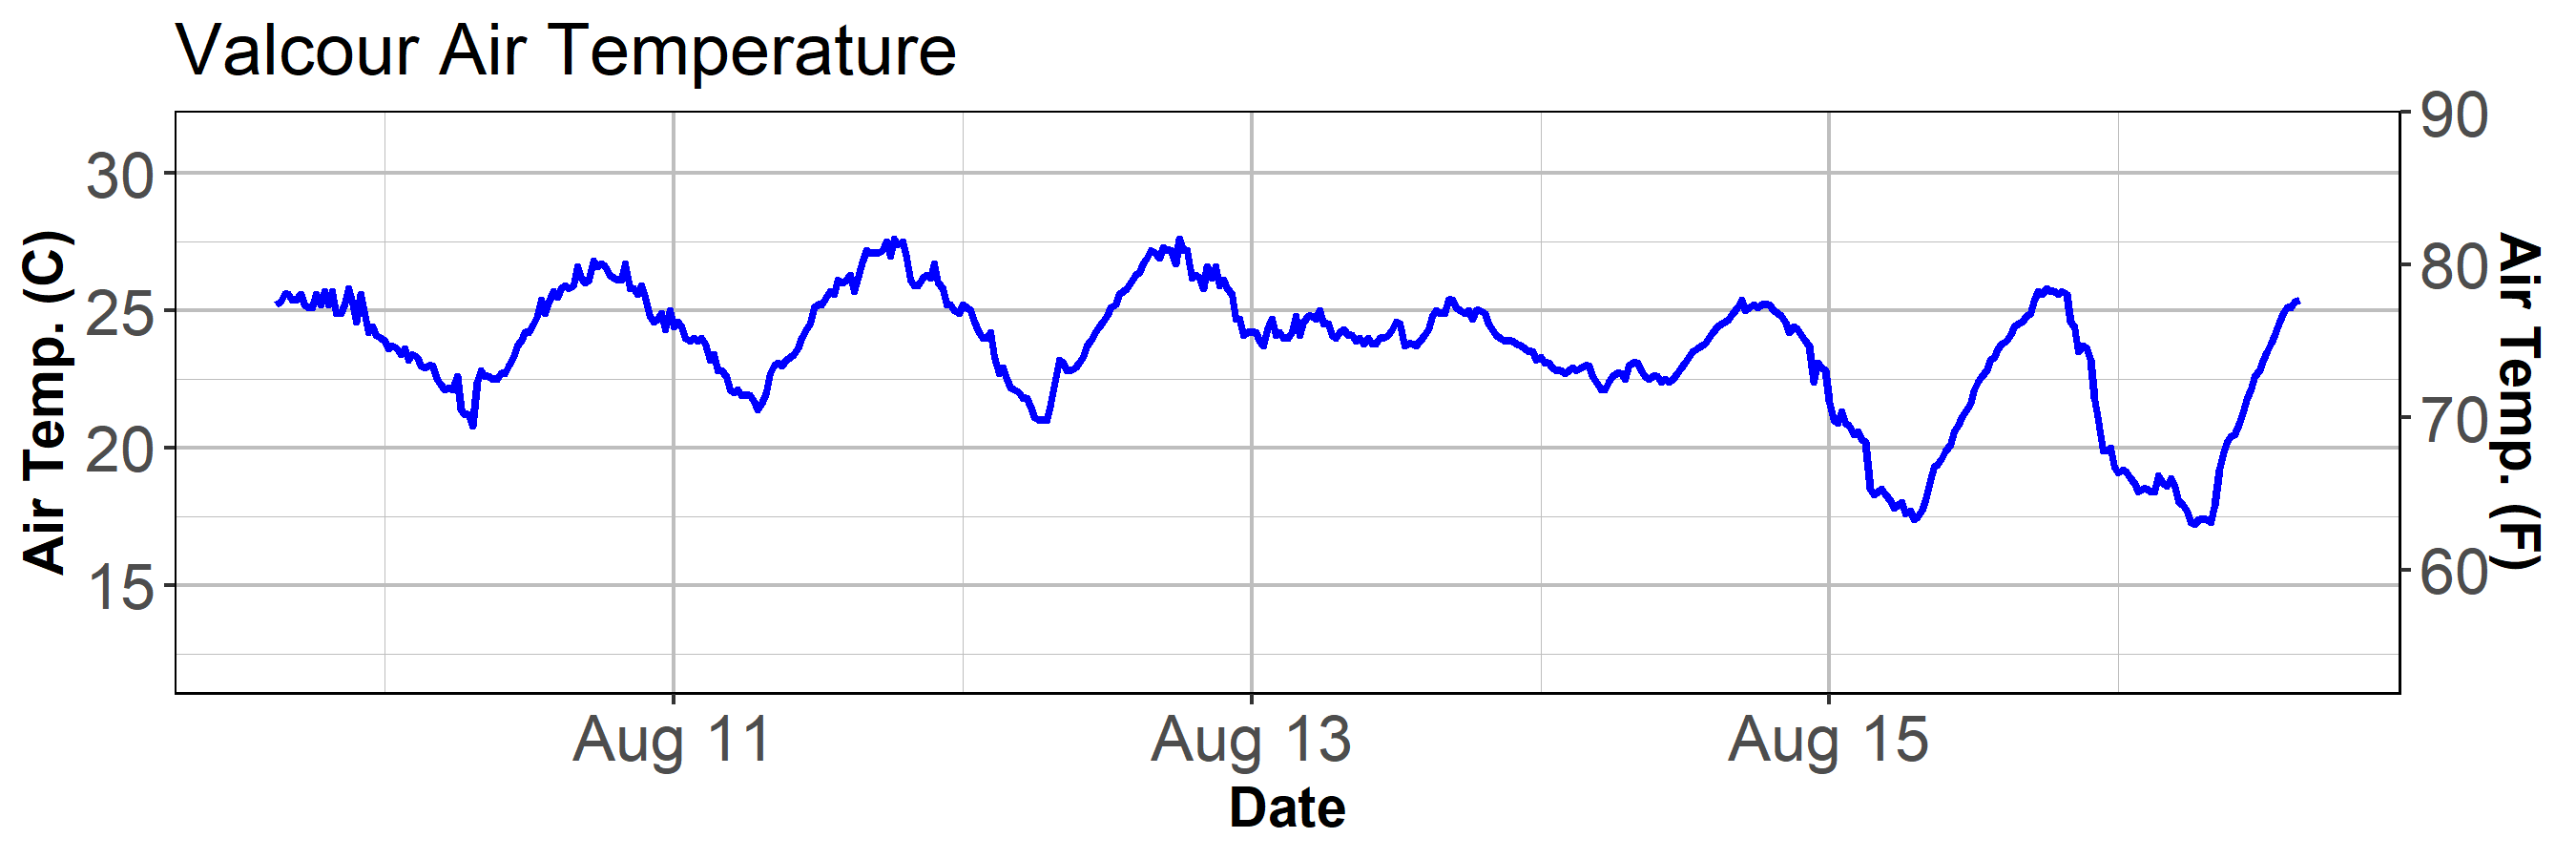 Valcour Air Temperature
Air Temp. (C)
30
25
20
15
90
80
70
60
Air Temp. (F)
Aug 11
Aug 13
Aug 15
Date